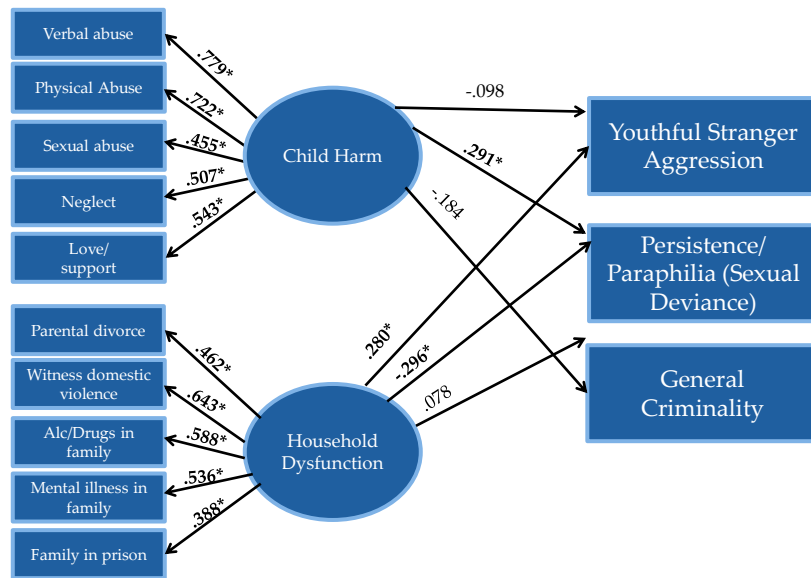 Verbal abuse
.779*
-.098
Physical Abuse
.722*
Youthful Stranger
Aggression
Sexual abuse
.455*
Child Harm
.291*
Neglect
.507*
-.184
Love/
support
.543*
Persistence/
Paraphilia (Sexual
Deviance)
Parental divorce
.462*
.280*
-.296*
Witness domestic
violence
.643*
.078
General
Criminality
Alc/Drugs in
family
.588*
Household
Dysfunction
Mental illness in
family
.536*
.388*
Family in prison